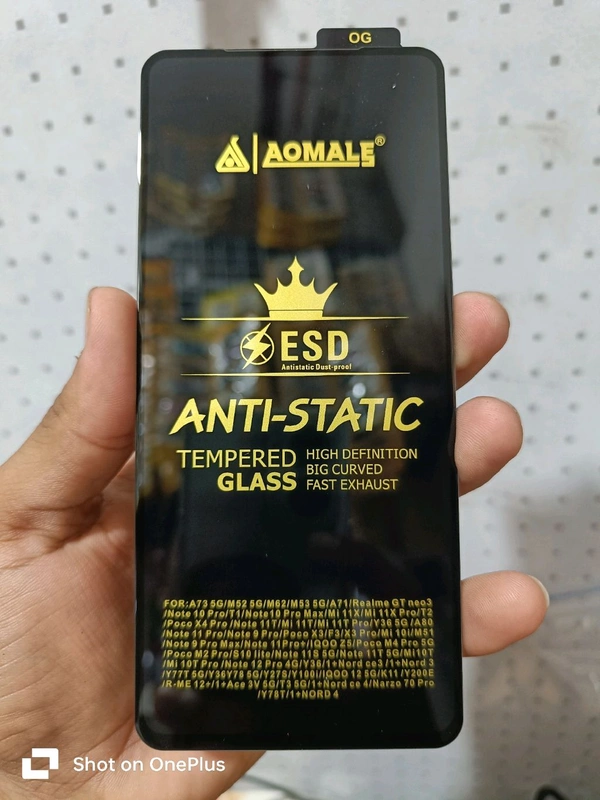 OG
AOMALE®
ESD
Antistatic Dust-proof
ANTI-STATIC
TEMPERED GLASS
HIGH DEFINITION
BIG CURVED
FAST EXHAUST
FOR:A73 5G/M52 5G/M62/M53 5G/A71/Realme GT neo3
/Note 10 Pro/T1/Note10 Pro Max/Mi 11X/Mi 11X Pro/T2
/Poco X4 Pro/Note 11T/Mi 11T/Mi 11T Pro/Y36 5G/A80
/Note 11 Pro/Note 9 Pro/Poco X3/F3/X3 Pro/Mi 10i/M51
/Note 9 Pro Max/Note 11Pro+/IQOO Z5/Poco M4 Pro 5G
/Poco M2 Pro/S10 lite/Note 11S 5G/Note 11T 5G/Mi10T
/Mi 10T Pro/Note 12 Pro 4G/Y36/1+Nord ce3 /1+Nord 3
/Y77T 5G/Y36Y78 5G/Y27S/Y100i/IQOO 12 5G/K11 /Y200E
/R-ME 12+/1+Ace 3V 5G/T3 5G/1+Nord ce 4/Narzo 70 Pro
/Y78T/1+NORD 4
Shot on OnePlus